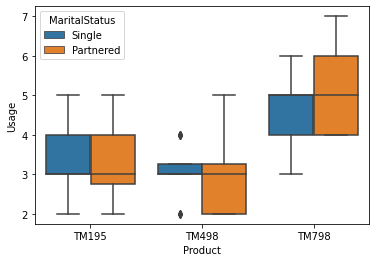 MaritalStatus
Single
Partnered
7
6
5
4
3
2
Usage
TM195 TM498 TM798
Product